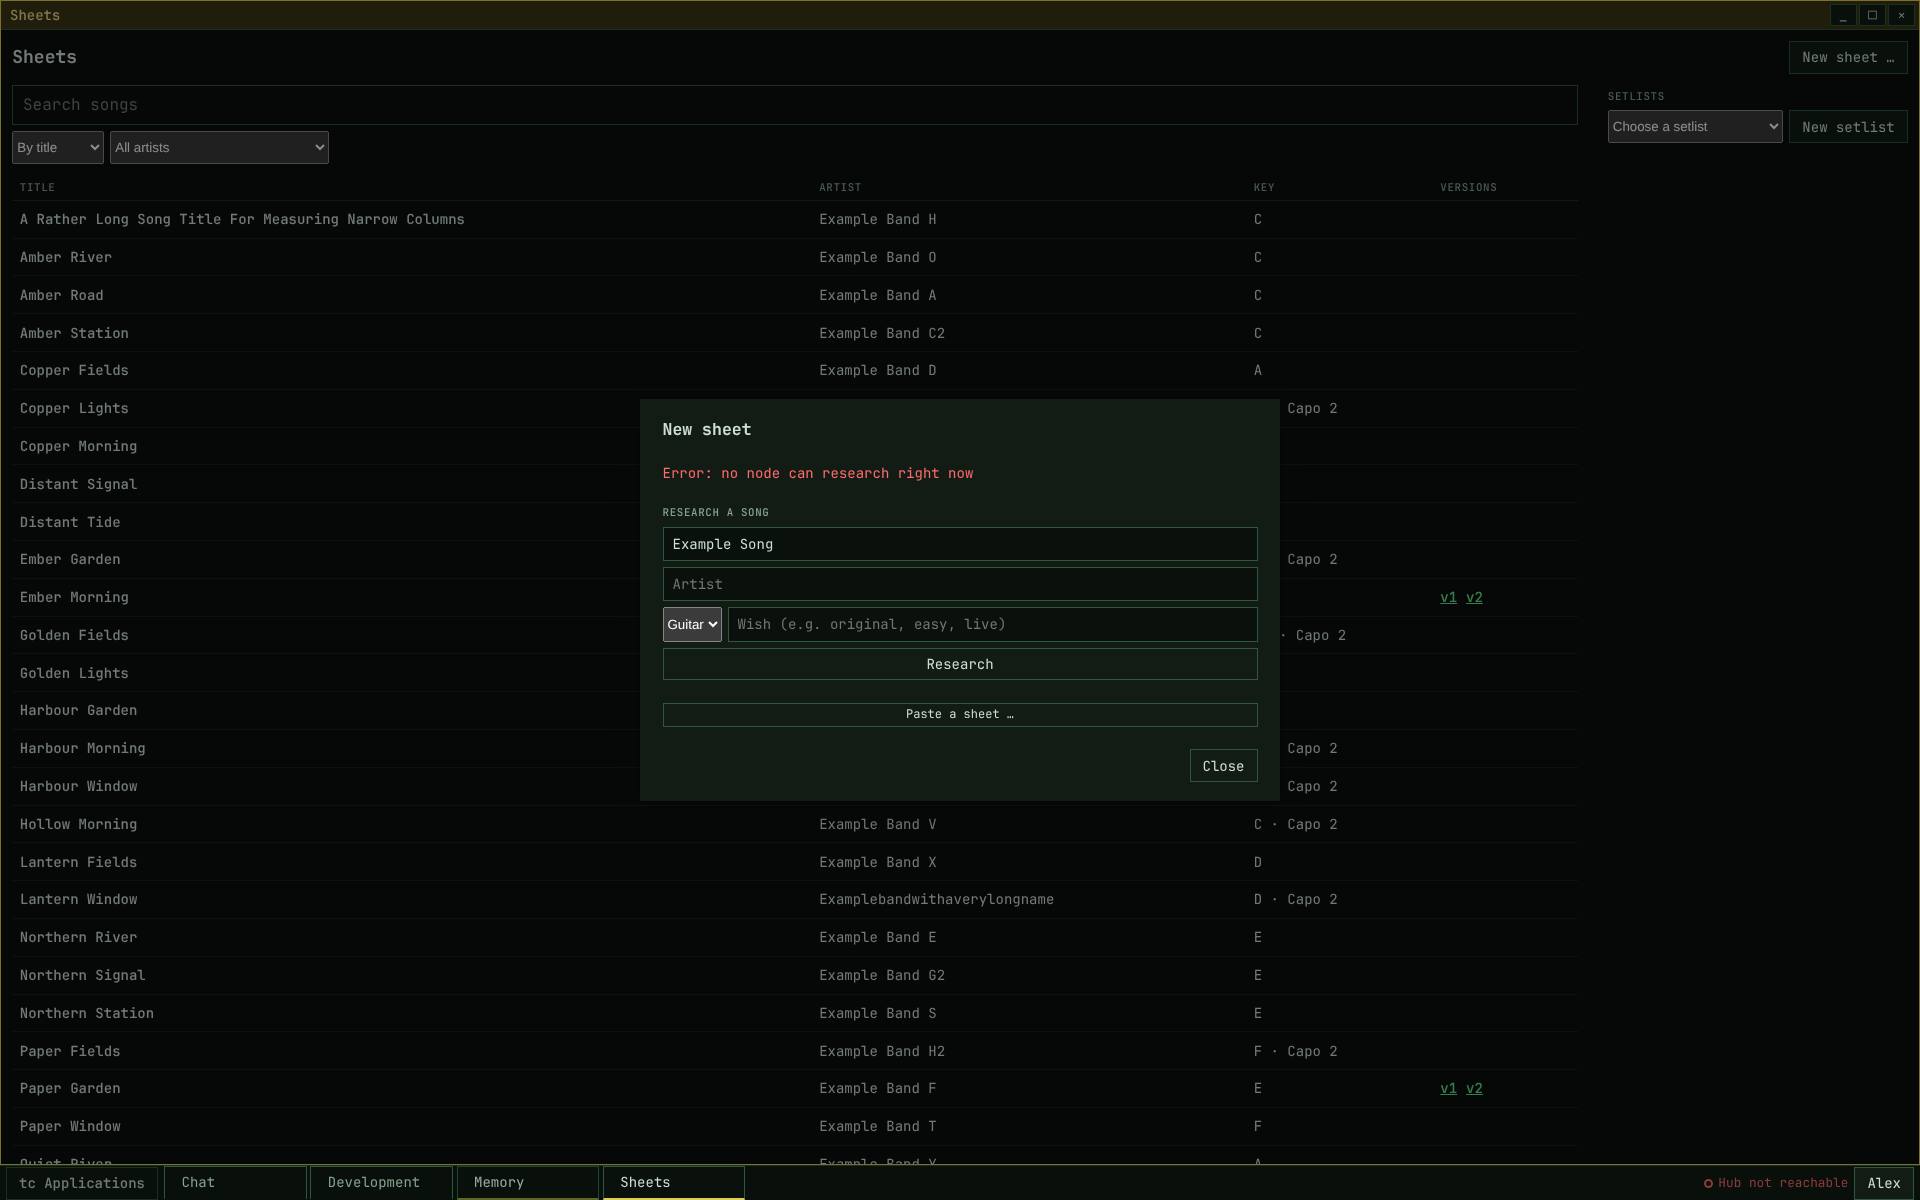 Sheets
_ □ ×
Sheets
New sheet …
Search songs
SETLISTS
Choose a setlist
New setlist
By title
All artists
TITLE ARTIST KEY VERSIONS
A Rather Long Song Title For Measuring Narrow Columns Example Band H C
Amber River Example Band O C
Amber Road Example Band A C
Amber Station Example Band C2 C
Copper Fields Example Band D A
Copper Lights Capo 2
Copper Morning
Distant Signal
Distant Tide
Ember Garden Capo 2
Ember Morning v1 v2
Golden Fields · Capo 2
Golden Lights
Harbour Garden
Harbour Morning Capo 2
Harbour Window Capo 2
New sheet
Error: no node can research right now
RESEARCH A SONG
Example Song
Artist
Guitar
Wish (e.g. original, easy, live)
Research
Paste a sheet …
Close
Hollow Morning Example Band V C · Capo 2
Lantern Fields Example Band X D
Lantern Window Examplebandwithaverylongname D · Capo 2
Northern River Example Band E E
Northern Signal Example Band G2 E
Northern Station Example Band S E
Paper Fields Example Band H2 F · Capo 2
Paper Garden Example Band F E v1 v2
Paper Window Example Band T F
Quiet River Example Band Y A
tc Applications
Chat
Development
Memory
Sheets
Hub not reachable
Alex